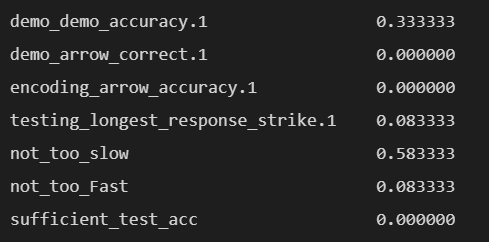 demo_demo_accuracy.1 0.333333
demo_arrow_correct.1 0.000000
encoding_arrow_accuracy.1 0.000000
testing_longest_response_strike.1 0.083333
not_too_slow 0.583333
not_too_Fast 0.083333
sufficient_test_acc 0.000000